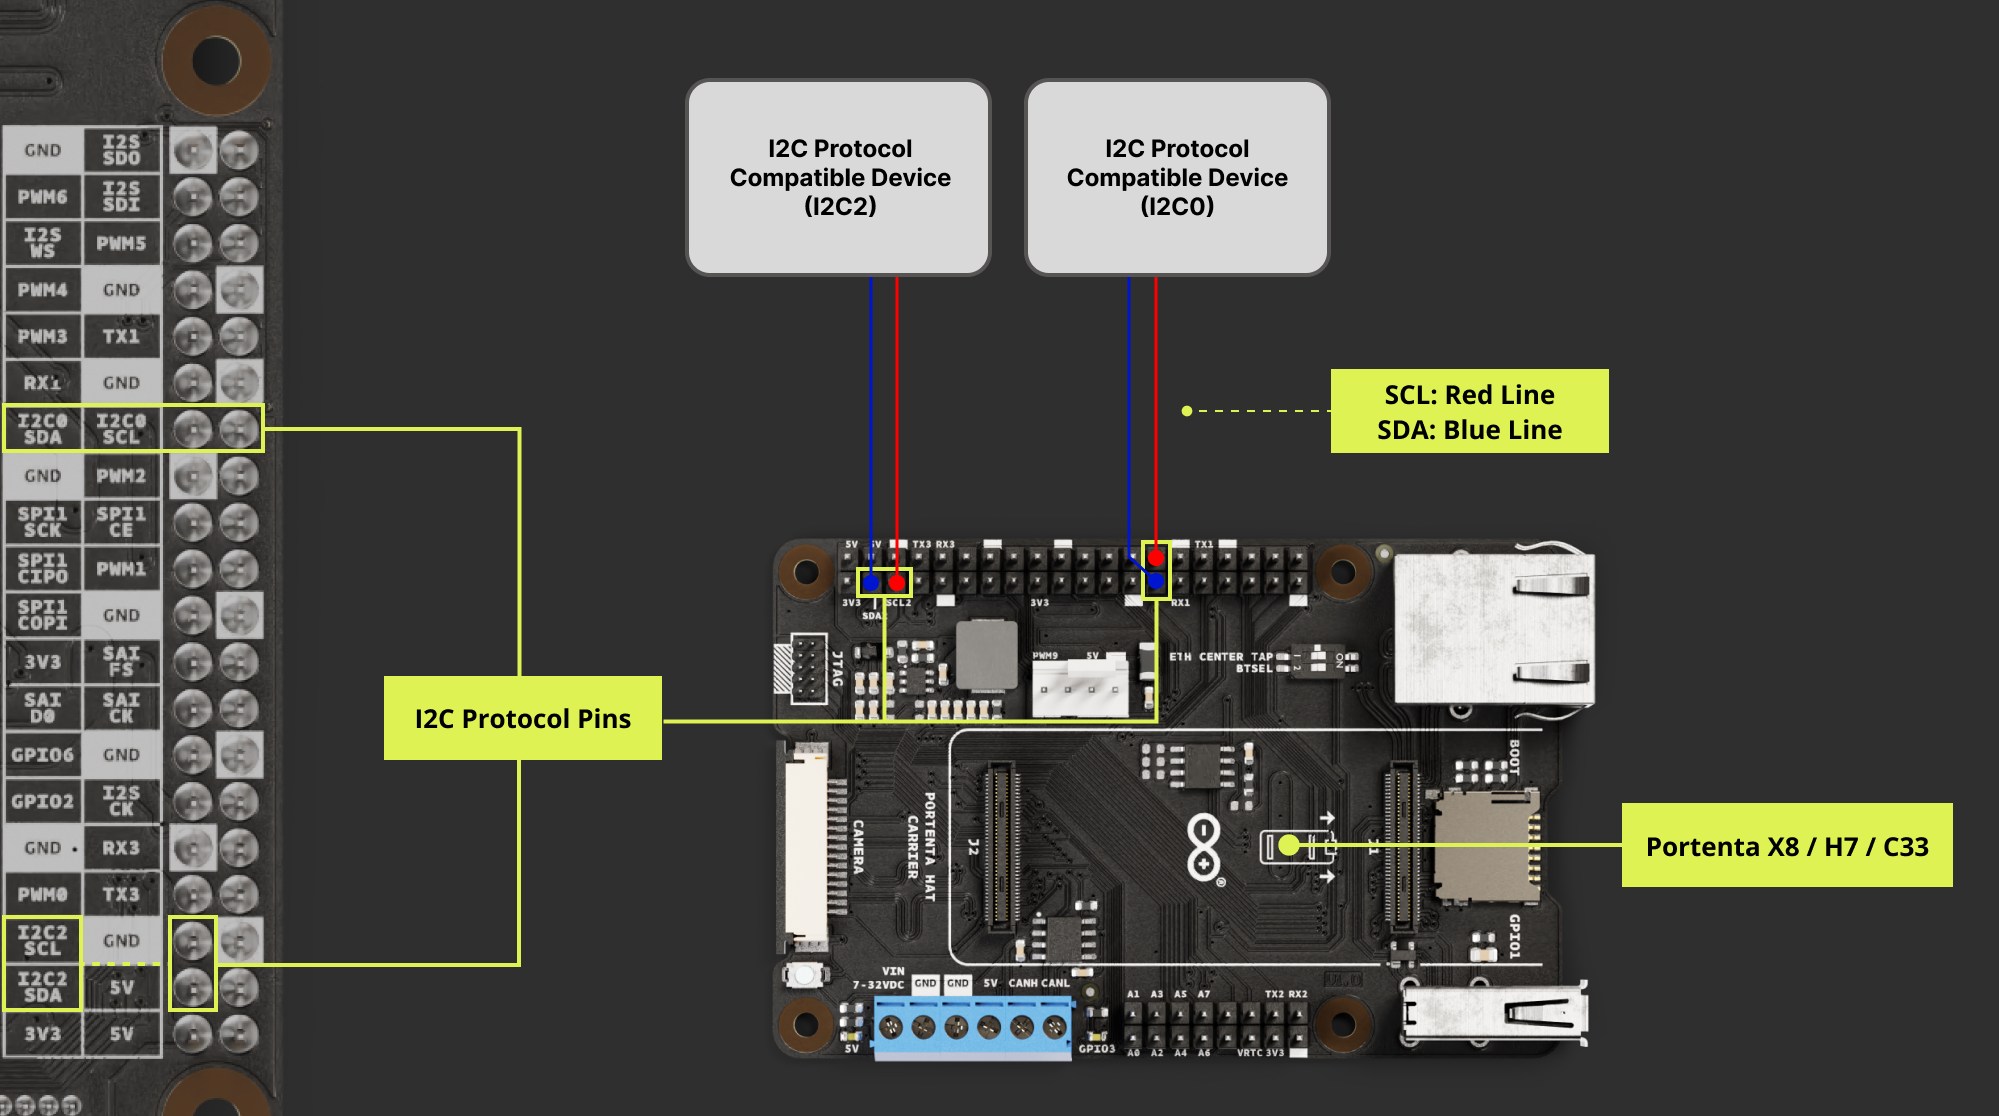 GND
I2S
SDO
PWM6
I2S
SDI
I2S
WS
PWM5
PWM4
GND
PWM3
TX1
RX1
GND
I2C0
SDA
I2C0
SCL
GND
PWM2
SPI1
SCK
SPI1
CE
SPI1
CIPO
PWM1
SPI1
COPI
GND
3V3
SAI
FS
SAI
D0
SAI
CK
GPIO6
GND
GPIO2
I2S
CK
GND
RX3
PWM0
TX3
I2C2
SCL
GND
I2C2
SDA
5V
3V3
5V
I2C Protocol
Compatible Device
(I2C2)
I2C Protocol
Compatible Device
(I2C0)
SCL: Red Line
SDA: Blue Line
I2C Protocol Pins
Portenta X8 / H7 / C33
5V 5V TX3 RX3 TX1
3V3 SCL2 3V3 RX1
SDA
JTAG
PWM9 5V
ETH CENTER TAP
BTSEL
1
2
ON
BOOT
CAMERA
PORTENTA HAT
CARRIER
J2
J1
®
GPIO1
VIN
7-32VDC GND GND 5V CANH CANL
5V
GPIO3
A1 A3 A5 A7 TX2 RX2
A0 A2 A4 A6 VRTC 3V3